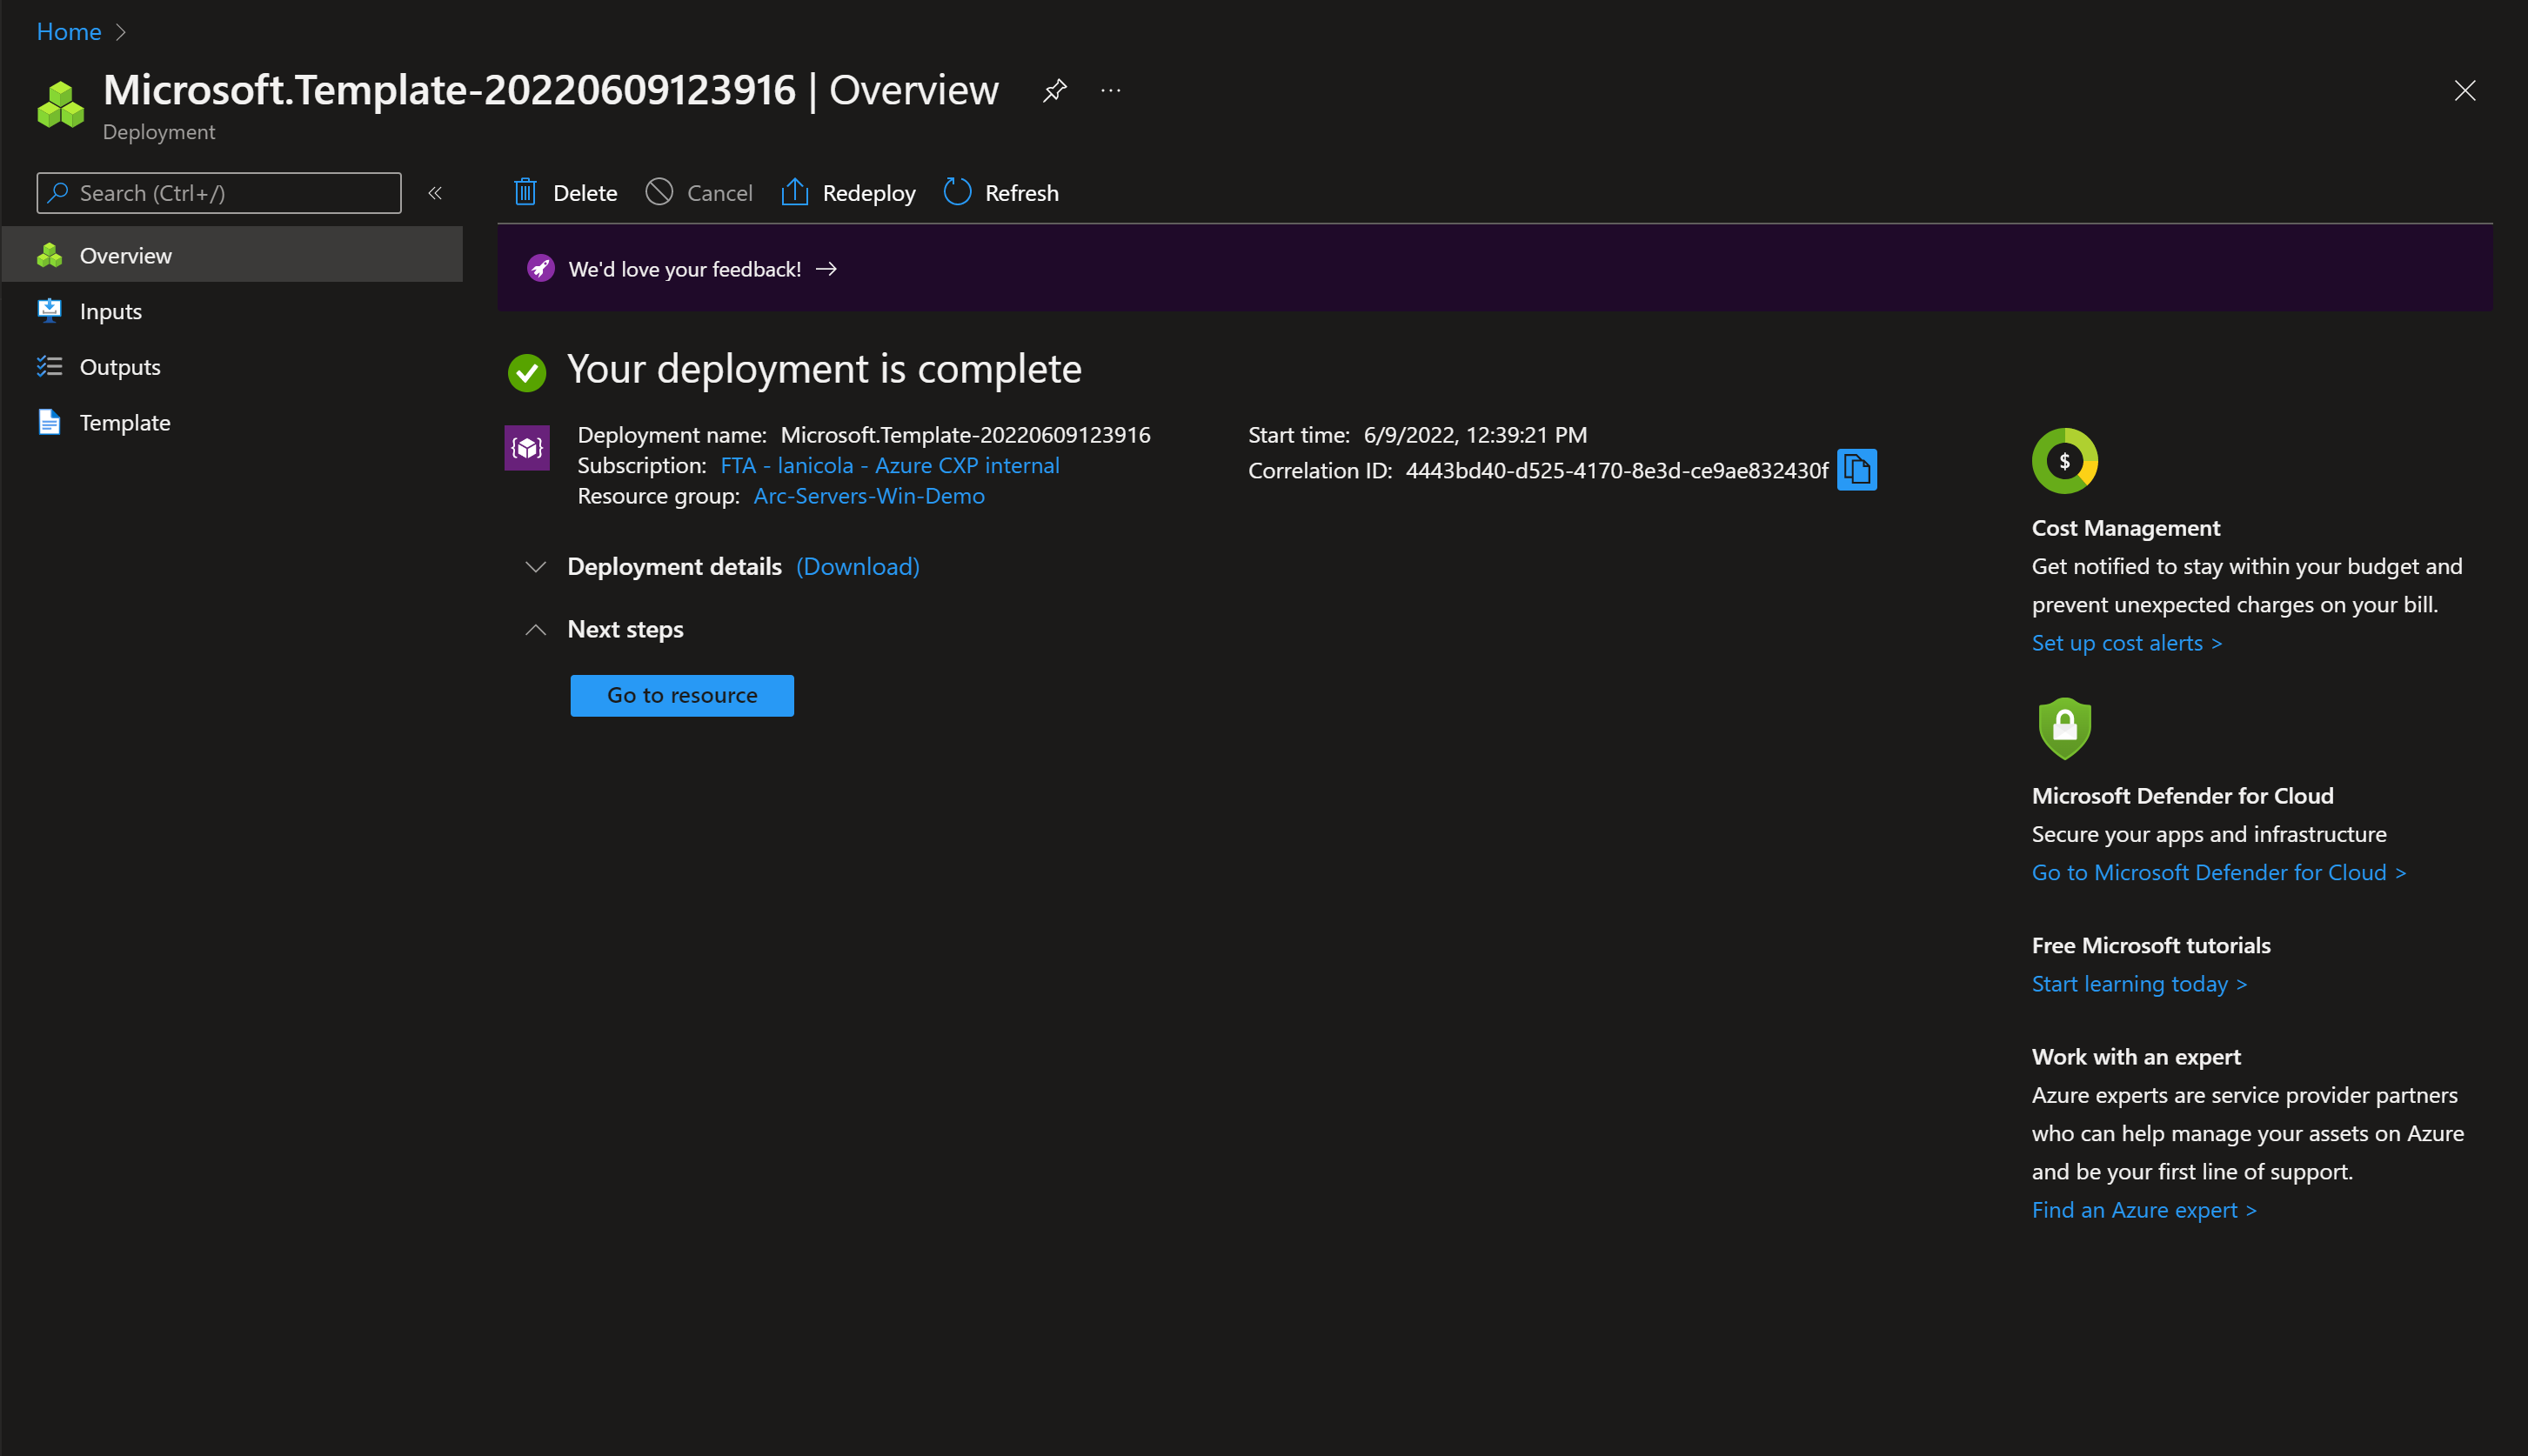 Home
Microsoft.Template-20220609123916 | Overview
Deployment
Search (Ctrl+/)
Overview
Inputs
Outputs
Template
Delete Cancel Redeploy Refresh
We'd love your feedback!
Your deployment is complete
Deployment name: Microsoft.Template-20220609123916
Subscription: FTA - lanicola - Azure CXP internal
Resource group: Arc-Servers-Win-Demo
Start time: 6/9/2022, 12:39:21 PM
Correlation ID: 4443bd40-d525-4170-8e3d-ce9ae832430f
Deployment details (Download)
Next steps
Go to resource
$
Cost Management
Get notified to stay within your budget and
prevent unexpected charges on your bill.
Set up cost alerts >
Microsoft Defender for Cloud
Secure your apps and infrastructure
Go to Microsoft Defender for Cloud >
Free Microsoft tutorials
Start learning today >
Work with an expert
Azure experts are service provider partners
who can help manage your assets on Azure
and be your first line of support.
Find an Azure expert >